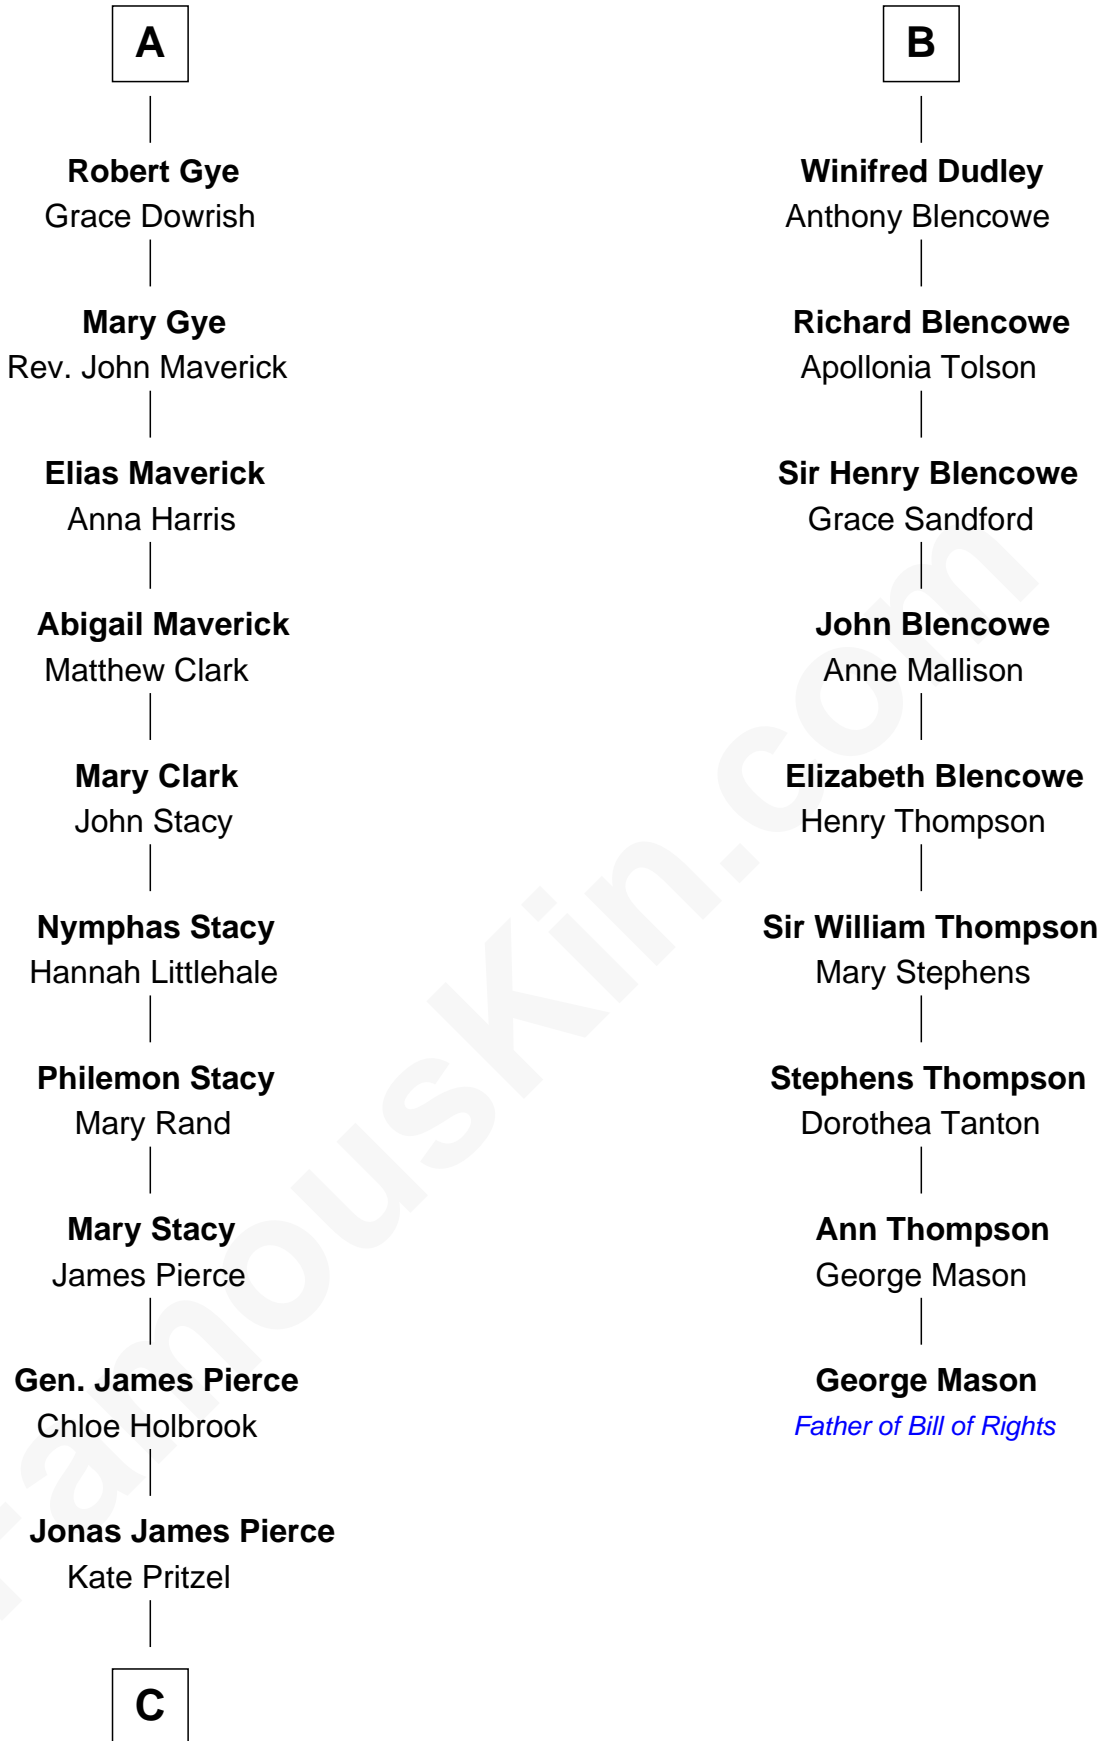 A
Robert Gye
Grace Dowrish
Mary Gye
Rev. John Maverick
Elias Maverick
Anna Harris
Abigail Maverick
Matthew Clark
Mary Clark
John Stacy
Nymphas Stacy
Hannah Littlehale
Philemon Stacy
Mary Rand
Mary Stacy
James Pierce
Gen. James Pierce
Chloe Holbrook
Jonas James Pierce
Kate Pritzel
C
B
Winifred Dudley
Anthony Blencowe
Richard Blencowe
Apollonia Tolson
Sir Henry Blencowe
Grace Sandford
John Blencowe
Anne Mallison
Elizabeth Blencowe
Henry Thompson
Sir William Thompson
Mary Stephens
Stephens Thompson
Dorothea Tanton
Ann Thompson
George Mason
George Mason
Father of Bill of Rights
FamousKin.com